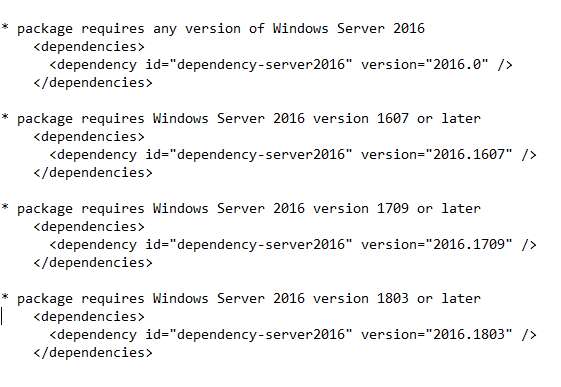 * package requires any version of Windows Server 2016
<dependencies>
<dependency id="dependency-server2016" version="2016.0" />
</dependencies>
* package requires Windows Server 2016 version 1607 or later
<dependencies>
<dependency id="dependency-server2016" version="2016.1607" />
</dependencies>
* package requires Windows Server 2016 version 1709 or later
<dependencies>
<dependency id="dependency-server2016" version="2016.1709" />
</dependencies>
* package requires Windows Server 2016 version 1803 or later
<dependencies>
<dependency id="dependency-server2016" version="2016.1803" />
</dependencies>